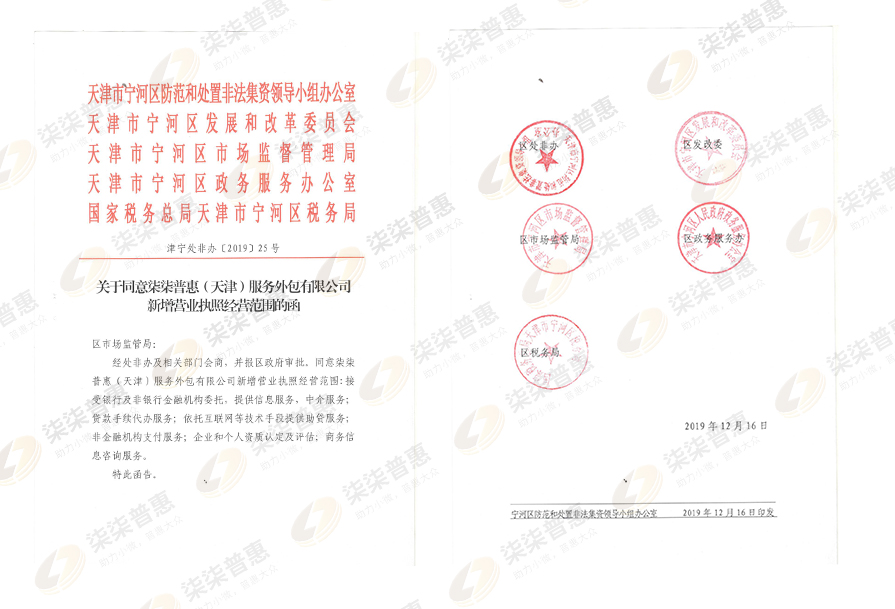 天津市宁河区防范和处置非法集资领导小组办公室
天津市宁河区发展和改革委员会
天津市宁河区市场监督管理局
天津市宁河区政务服务办公室
国家税务总局天津市宁河区税务局
津宁处非办〔2019〕25号
关于同意柒柒普惠（天津）服务外包有限公司
新增营业执照经营范围的函
区市场监管局：
经处非办及相关部门会商，并报区政府审批，同意柒柒
普惠（天津）服务外包有限公司新增营业执照经营范围：接
受银行及非银行金融机构委托，提供信息服务，中介服务；
贷款手续代办服务；依托互联网等技术手段提供助贷服务；
非金融机构支付服务；企业和个人资质认定及评估；商务信
息咨询服务。
特此函告。
区处非办
区发改委
区市场监管局
区政务服务办
区税务局
2019年12月16日
宁河区防范和处置非法集资领导小组办公室 2019年12月16日印发
柒柒普惠
助力小微，普惠大众